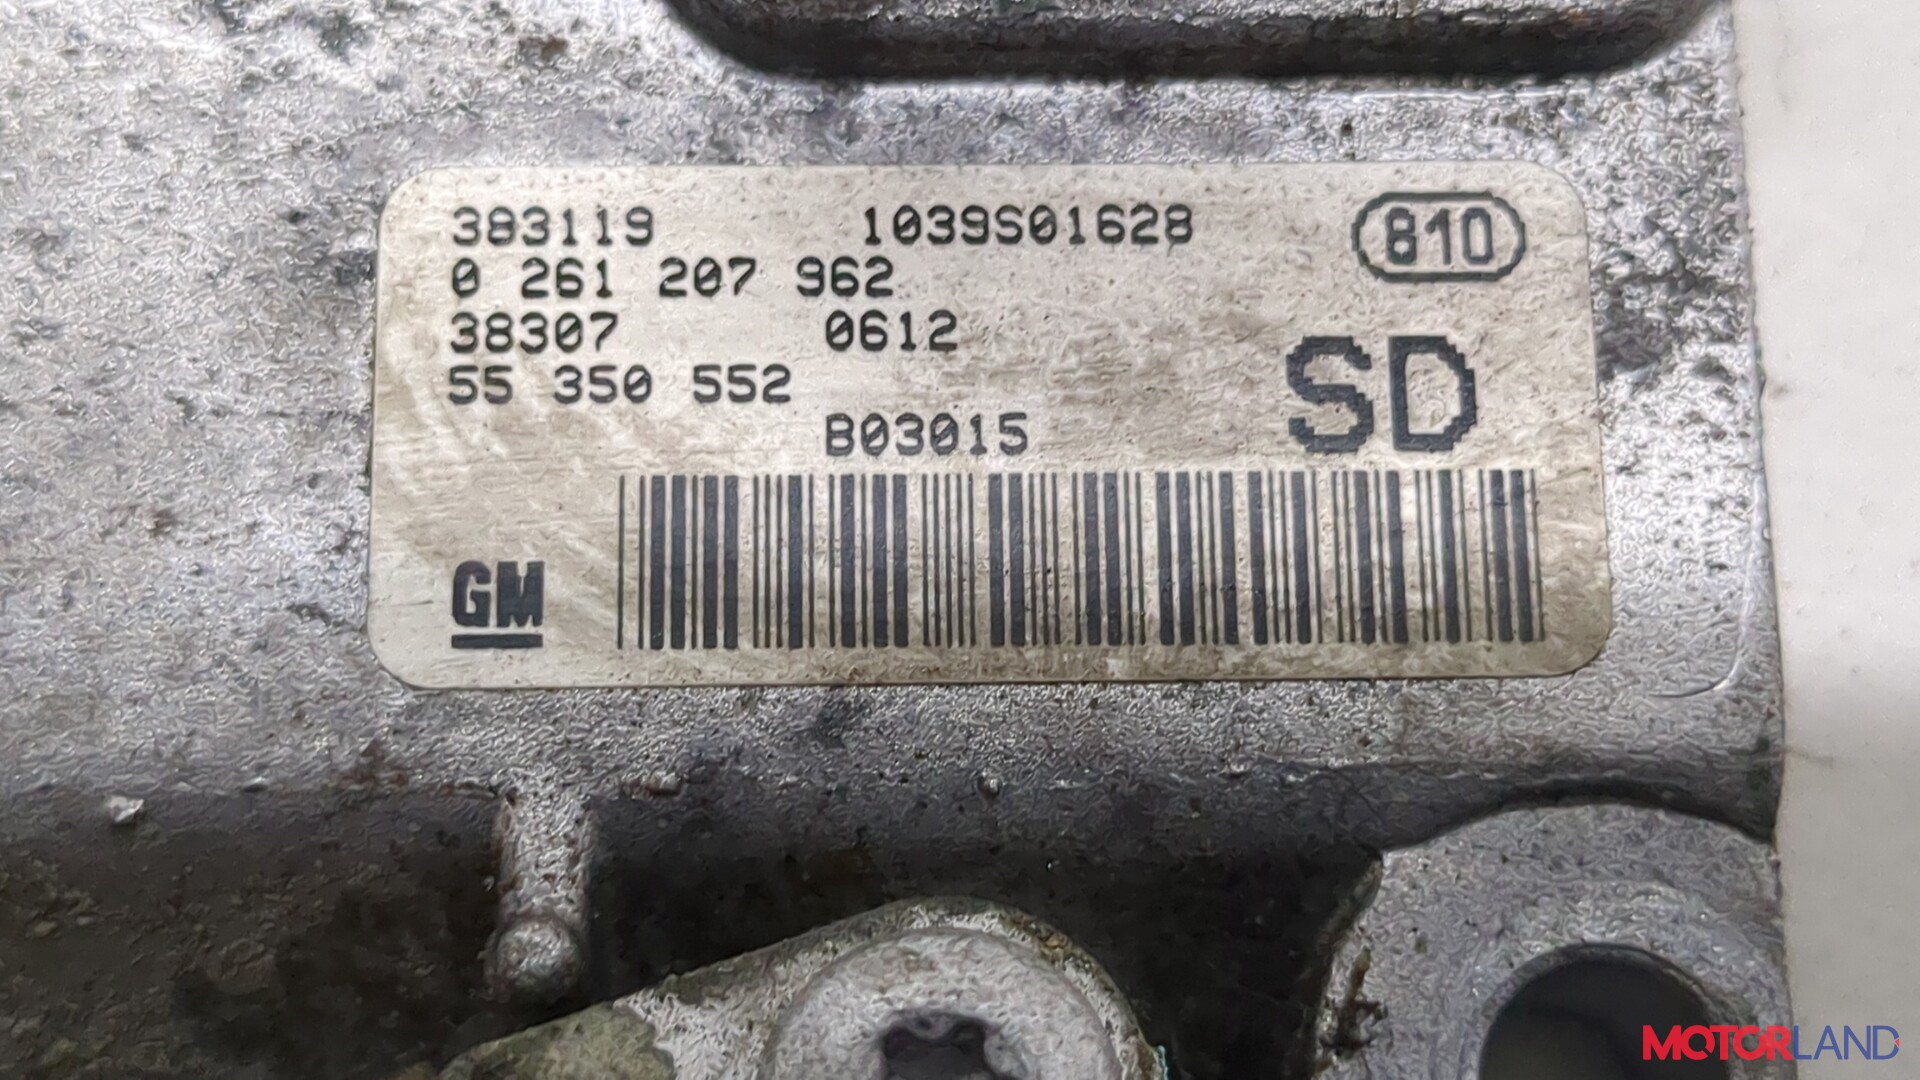 383119 1039S01628 810
0 261 207 962
38307 0612
55 350 552 SD
B03015
GM
MOTORLAND